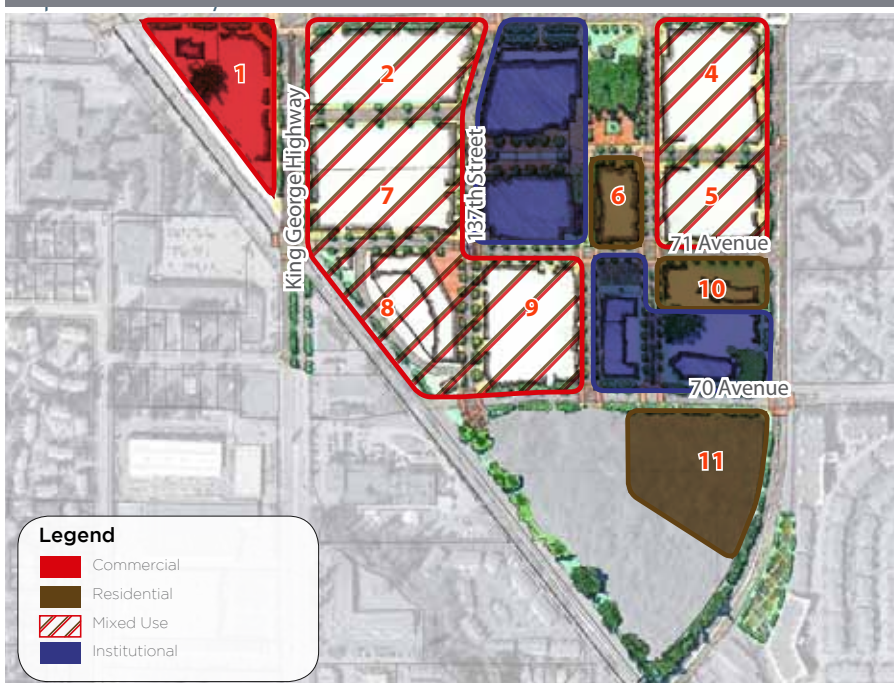 1
2
4
King George Highway
137th Street
7
6
5
71 Avenue
8
9
10
70 Avenue
11
Legend
Commercial
Residential
Mixed Use
Institutional